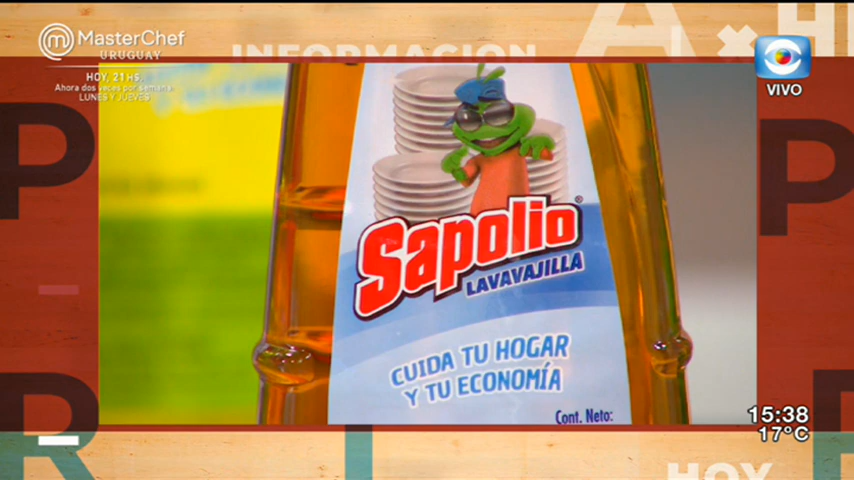 MasterChef
URUGUAY
HOY, 21 HS.
Ahora dos veces por semana
LUNES Y JUEVES
INFORMACION
A x H
VIVO
P
P
Sapolio®
LAVAVAJILLA
CUIDA TU HOGAR
Y TU ECONOMÍA
Cont. Neto:
15:38
17°C
R
P
HOY